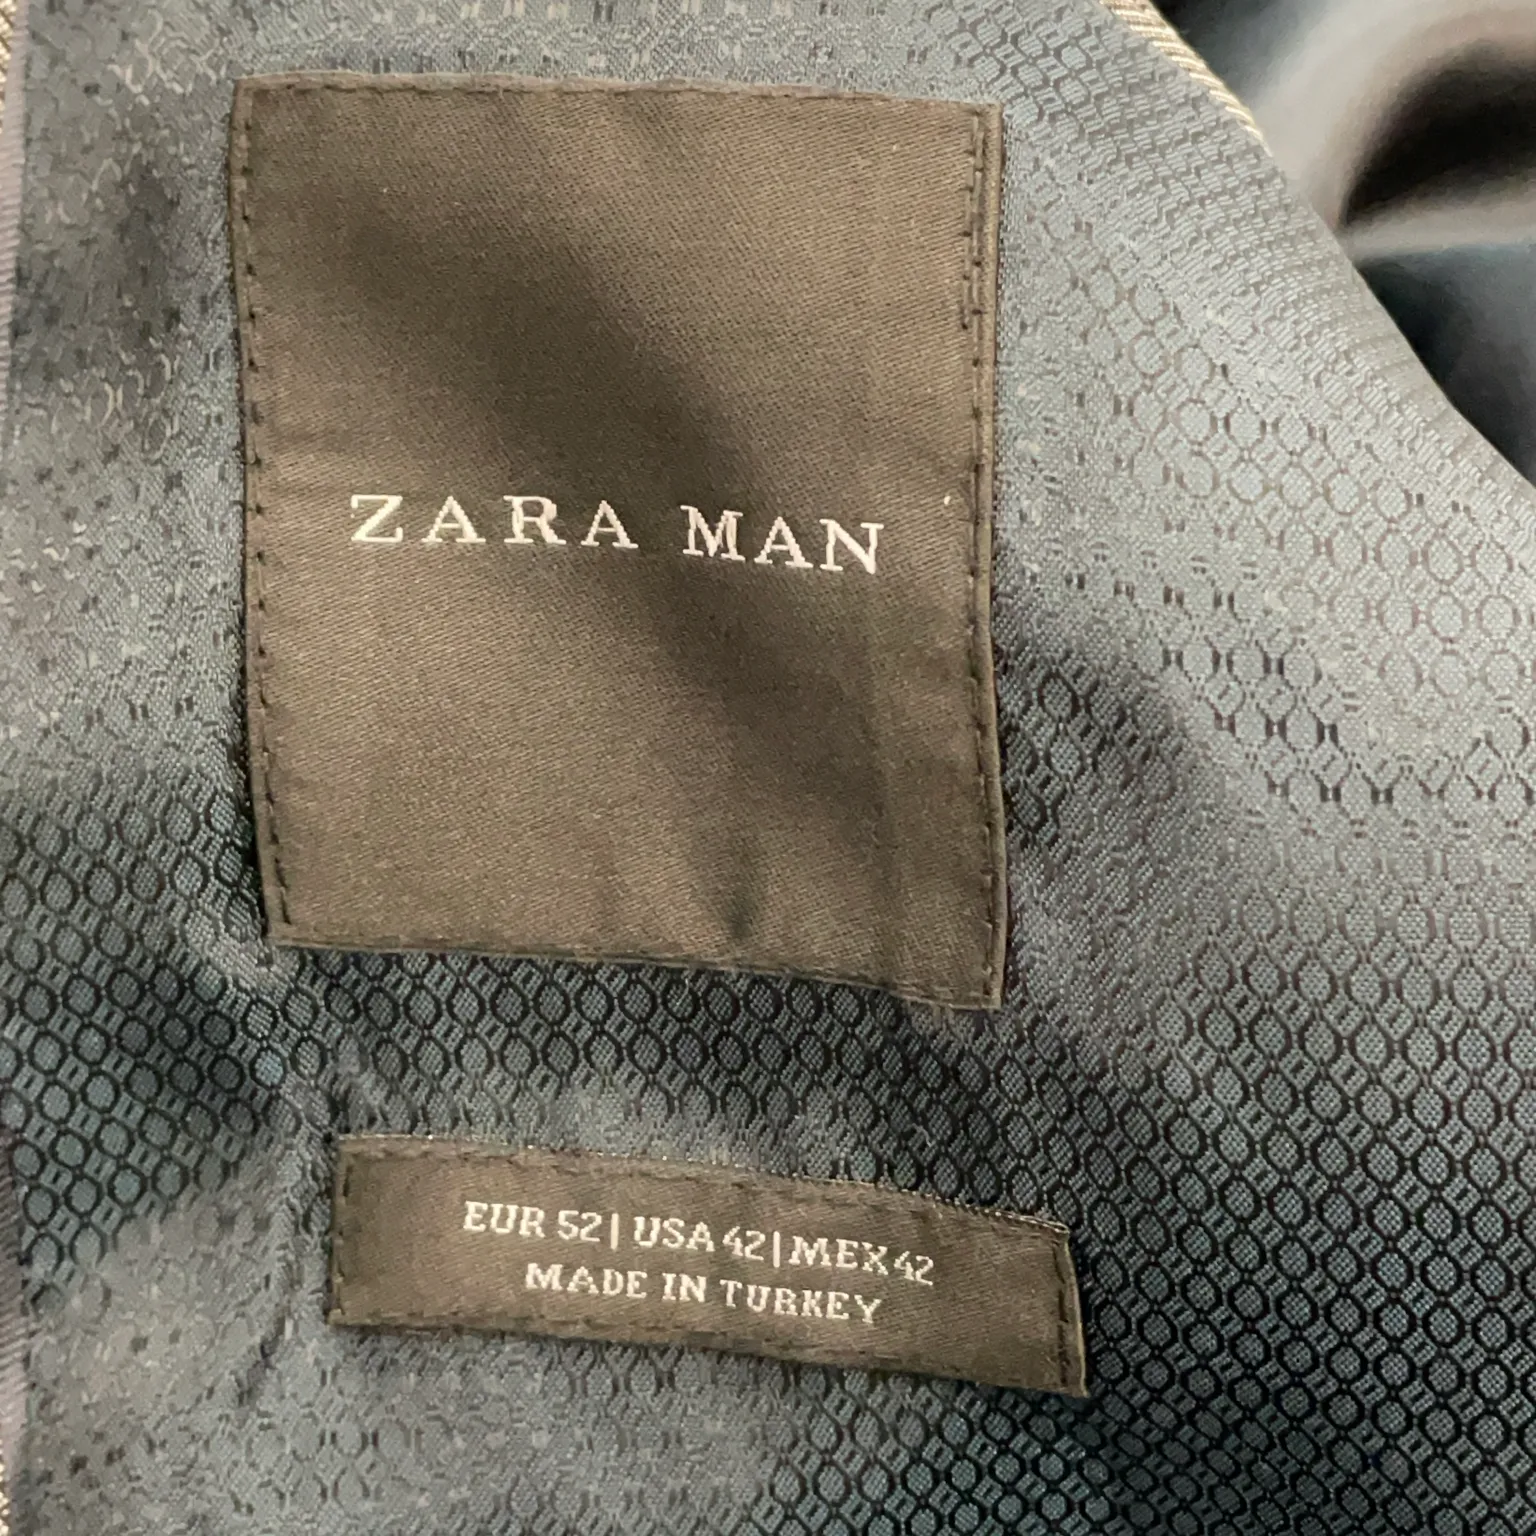 ZARA MAN
EUR 52 | USA 42 | MEX 42
MADE IN TURKEY